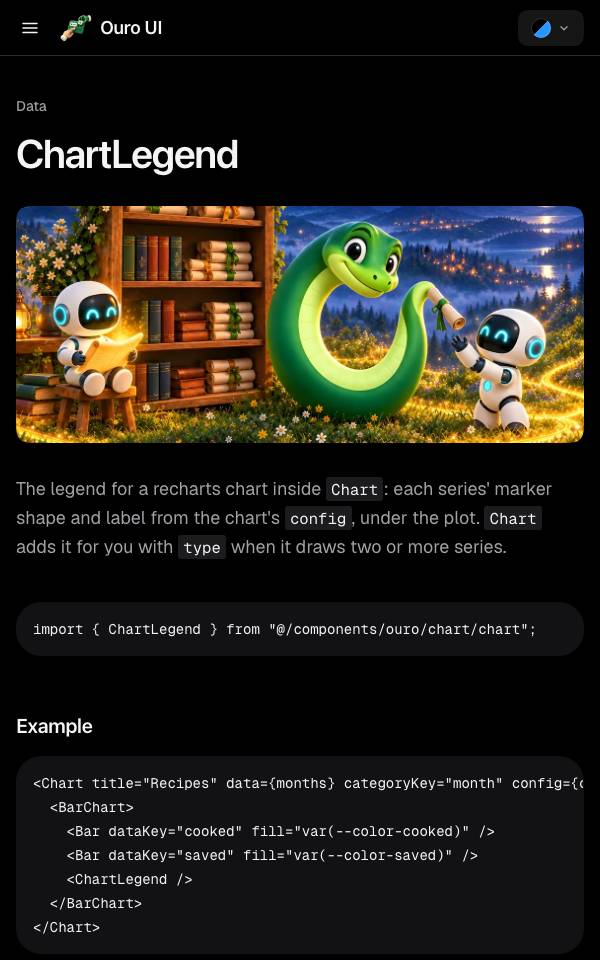 Ouro UI
Data
ChartLegend
The legend for a recharts chart inside Chart: each series' marker
shape and label from the chart's config, under the plot. Chart
adds it for you with type when it draws two or more series.
import { ChartLegend } from "@/components/ouro/chart/chart";
Example
<Chart title="Recipes" data={months} categoryKey="month" config={
  <BarChart>
    <Bar dataKey="cooked" fill="var(--color-cooked)" />
    <Bar dataKey="saved" fill="var(--color-saved)" />
    <ChartLegend />
  </BarChart>
</Chart>